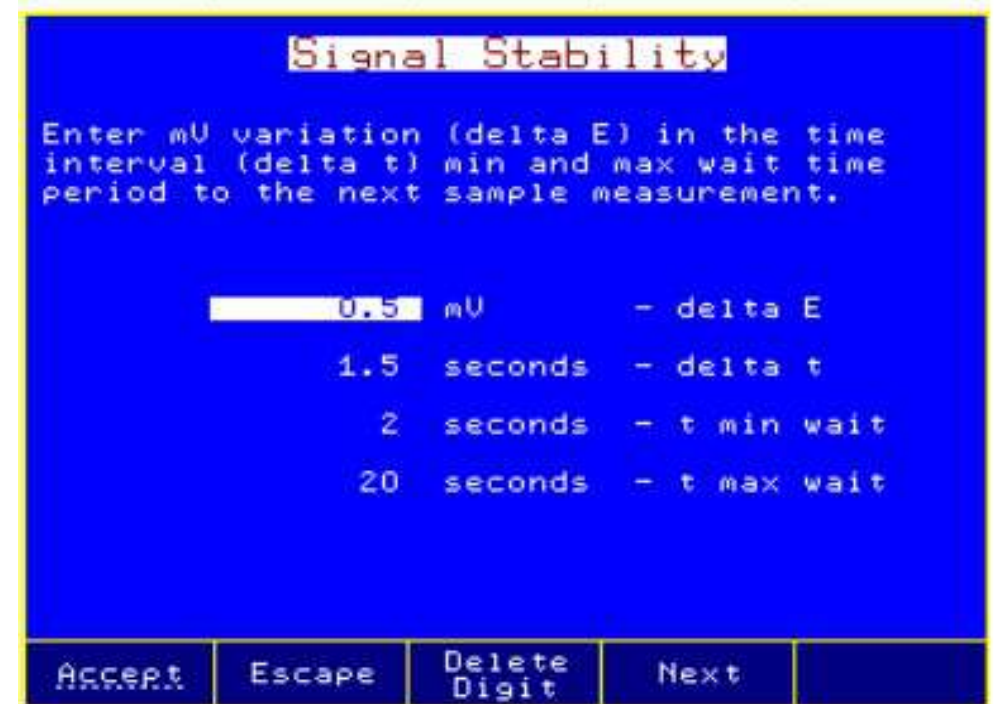 Signal Stability
Enter mV variation (delta E) in the time
interval (delta t) min and max wait time
period to the next sample measurement.
0.5 mV - delta E
1.5 seconds - delta t
2 seconds - t min wait
20 seconds - t max wait
Accept Escape Delete Digit Next